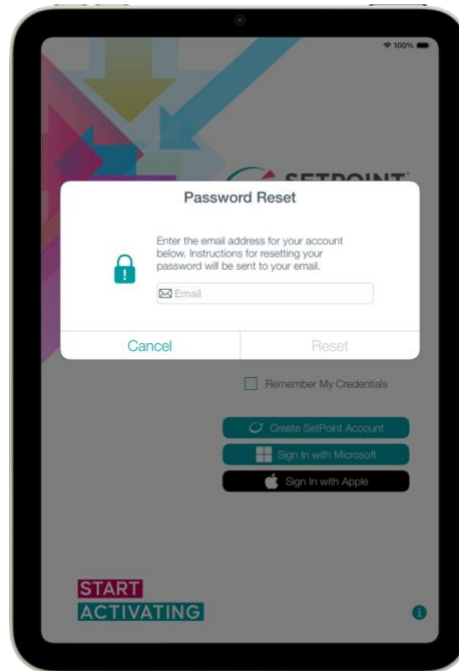 100%
SETPOINT
Password Reset
Enter the email address for your account
below. Instructions for resetting your
password will be sent to your email.
Email
Cancel
Reset
Remember My Credentials
Create SetPoint Account
Sign In with Microsoft
Sign In with Apple
START
ACTIVATING